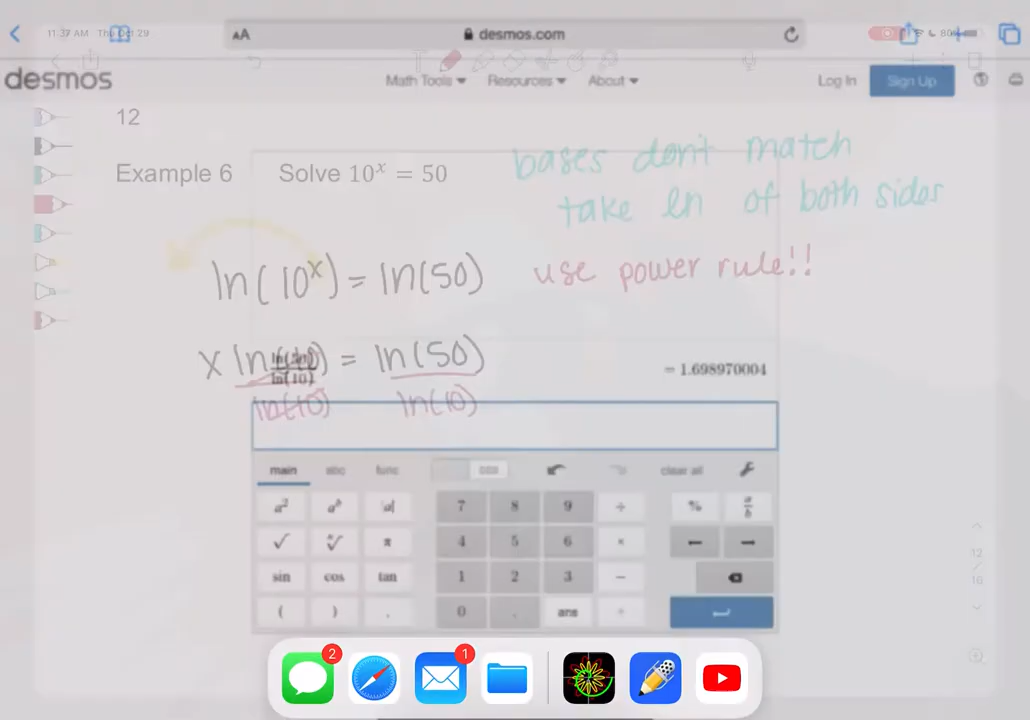 11:37 AM Thu Oct 29
AA desmos.com 80%
desmos Math Tools Resources About Log In Sign Up
12
Example 6 Solve 10^x = 50
bases don't match
take ln of both sides
ln(10^x) = ln(50) use power rule!!
x ln(10) = ln(50)
ln(10) ln(10)
ln(50)
ln(10)
= 1.698970004
main abc func clear all
a² a^b |a| 7 8 9 ÷ % a/b
√ ⁿ√ π 4 5 6 × ← →
sin cos tan 1 2 3 −
( ) , 0 . ans +
12
/
16
2 1